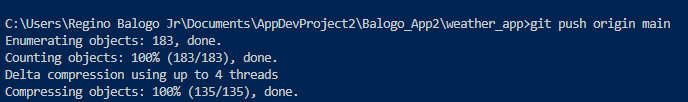 C:\Users\Regino Balogo Jr\Documents\AppDevProject2\Balogo_App2\weather_app>git push origin main
Enumerating objects: 183, done.
Counting objects: 100% (183/183), done.
Delta compression using up to 4 threads
Compressing objects: 100% (135/135), done.